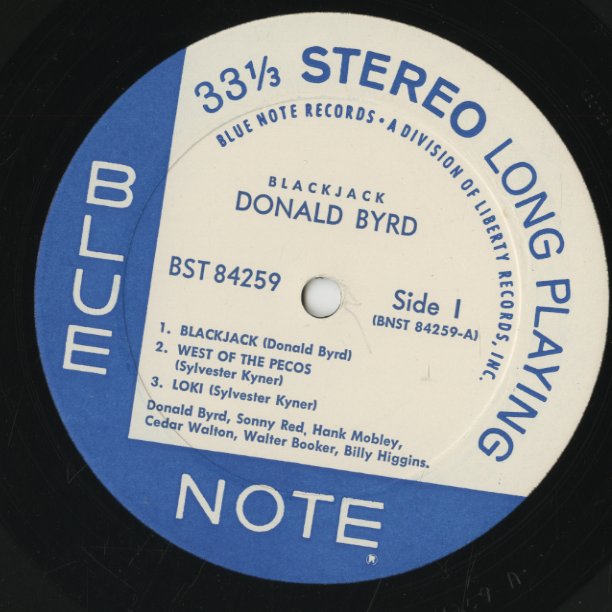 33⅓ STEREO LONG PLAYING
BLUE NOTE RECORDS • A DIVISION OF LIBERTY RECORDS, INC.
BLACKJACK
DONALD BYRD
BST 84259
Side 1
(BNST 84259-A)
1. BLACKJACK (Donald Byrd)
2. WEST OF THE PECOS
(Sylvester Kyner)
3. LOKI (Sylvester Kyner)
Donald Byrd, Sonny Red, Hank Mobley,
Cedar Walton, Walter Booker, Billy Higgins.
BLUE
NOTE®